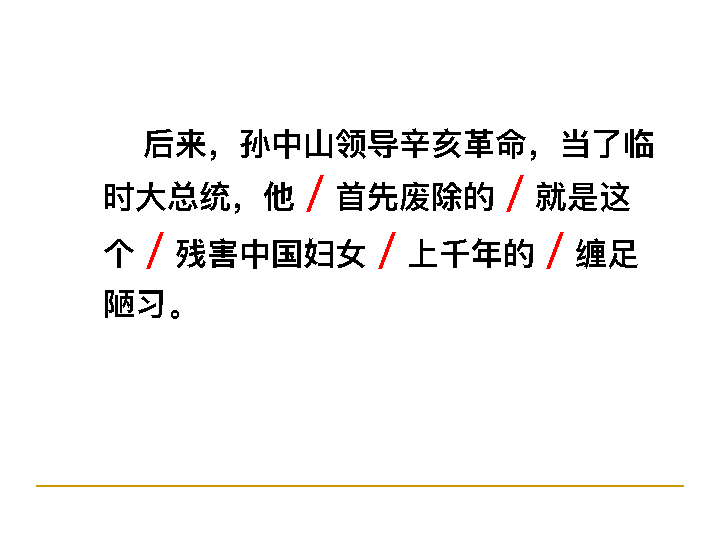 后来，孙中山领导辛亥革命，当了临
时大总统，他/首先废除的/就是这
个/残害中国妇女/上千年的/缠足
陋习。